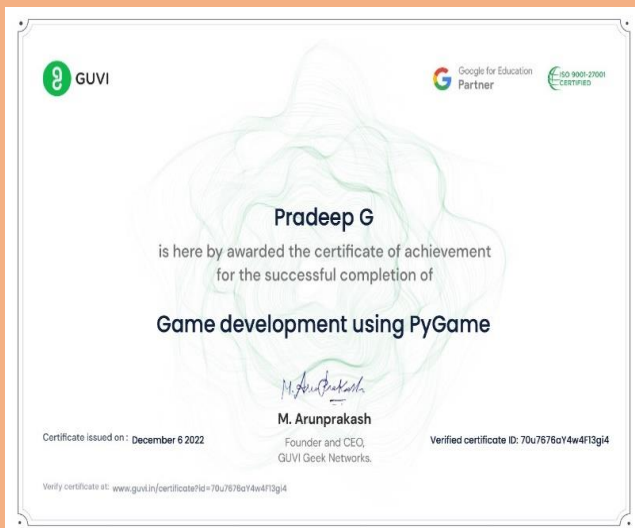 GUVI
Google for Education
Partner
ISO 9001-27001
CERTIFIED
Pradeep G
is here by awarded the certificate of achievement
for the successful completion of
Game development using PyGame
M. Arunprakash
M. Arunprakash
Founder and CEO,
GUVI Geek Networks.
Certificate issued on : December 6 2022
Verified certificate ID: 70u7676aY4w4F13gi4
Verify certificate at: www.guvi.in/certificate?id=70u7676aY4w4F13gi4